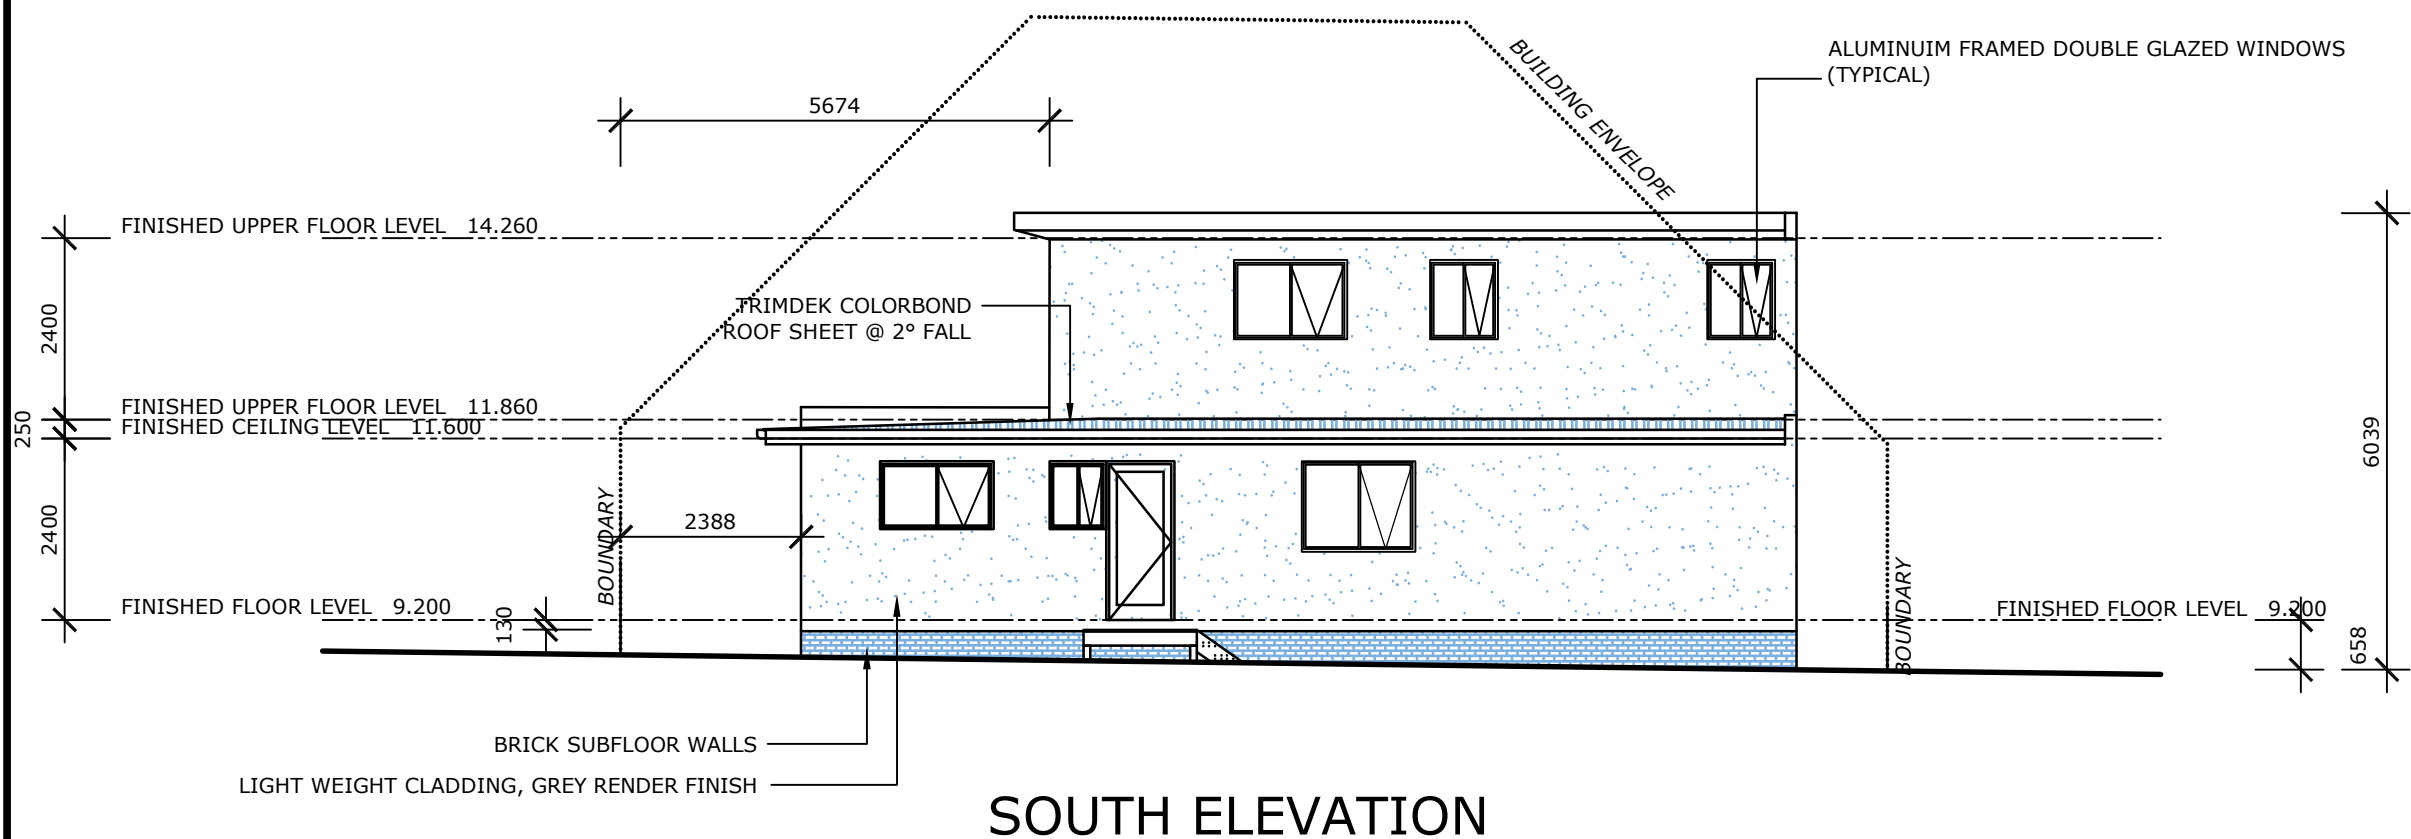 ALUMINUIM FRAMED DOUBLE GLAZED WINDOWS
(TYPICAL)
BUILDING ENVELOPE
5674
FINISHED UPPER FLOOR LEVEL 14.260
2400
TRIMDEK COLORBOND
ROOF SHEET @ 2° FALL
FINISHED UPPER FLOOR LEVEL 11.860
FINISHED CEILING LEVEL 11.600
250
6039
2400
2388
BOUNDARY
BOUNDARY
FINISHED FLOOR LEVEL 9.200
130
FINISHED FLOOR LEVEL 9.200
658
BRICK SUBFLOOR WALLS
LIGHT WEIGHT CLADDING, GREY RENDER FINISH
SOUTH ELEVATION